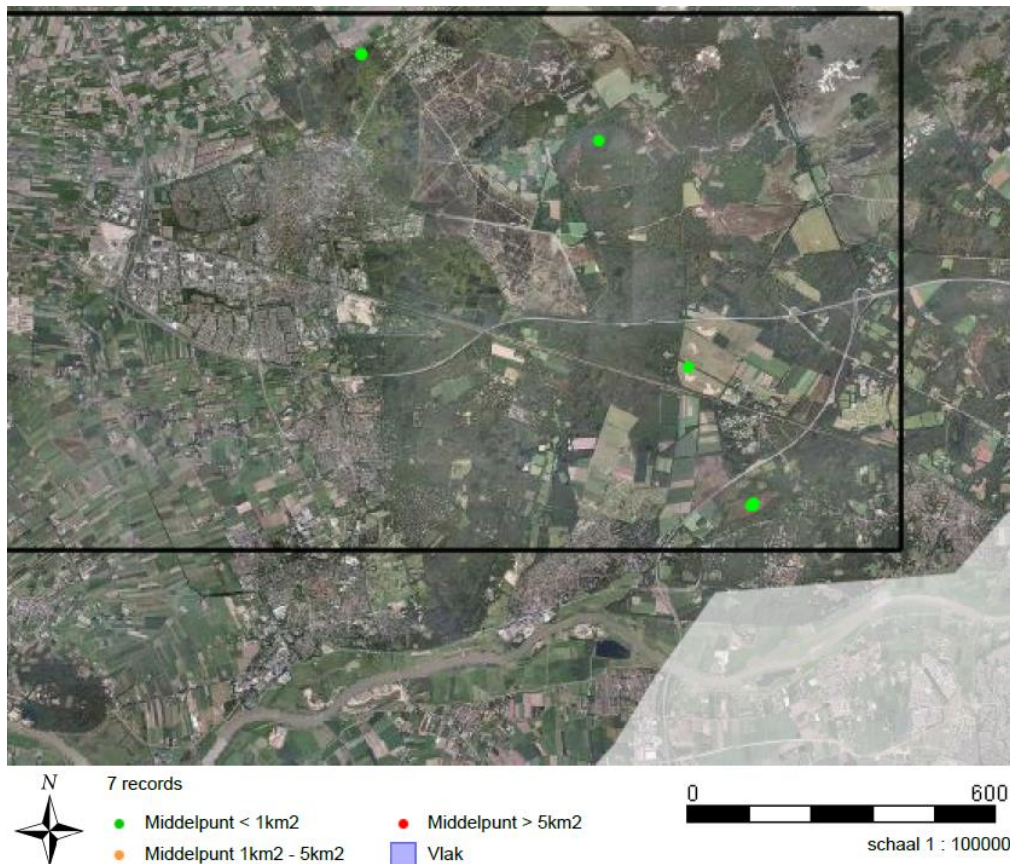 N
7 records
Middelpunt < 1km2
Middelpunt > 5km2
Middelpunt 1km2 - 5km2
Vlak
0 600
schaal 1 : 100000